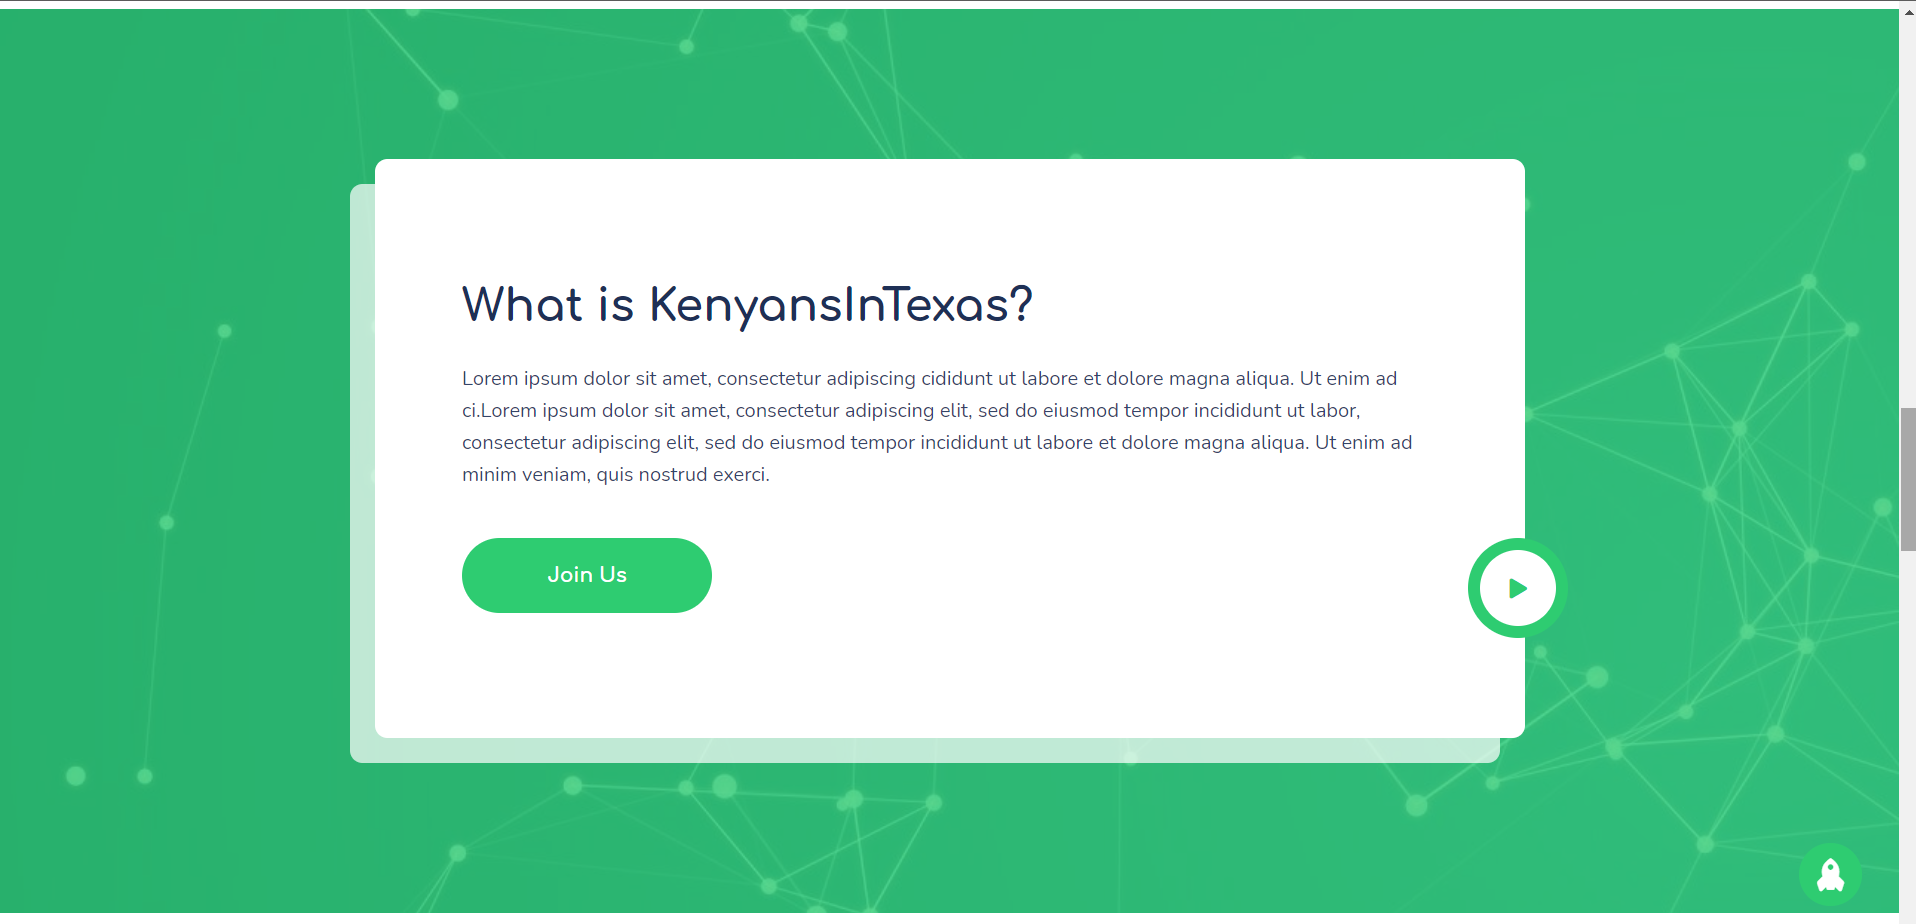 What is KenyansInTexas?
Lorem ipsum dolor sit amet, consectetur adipiscing cididunt ut labore et dolore magna aliqua. Ut enim ad
ci.Lorem ipsum dolor sit amet, consectetur adipiscing elit, sed do eiusmod tempor incididunt ut labor,
consectetur adipiscing elit, sed do eiusmod tempor incididunt ut labore et dolore magna aliqua. Ut enim ad
minim veniam, quis nostrud exerci.
Join Us